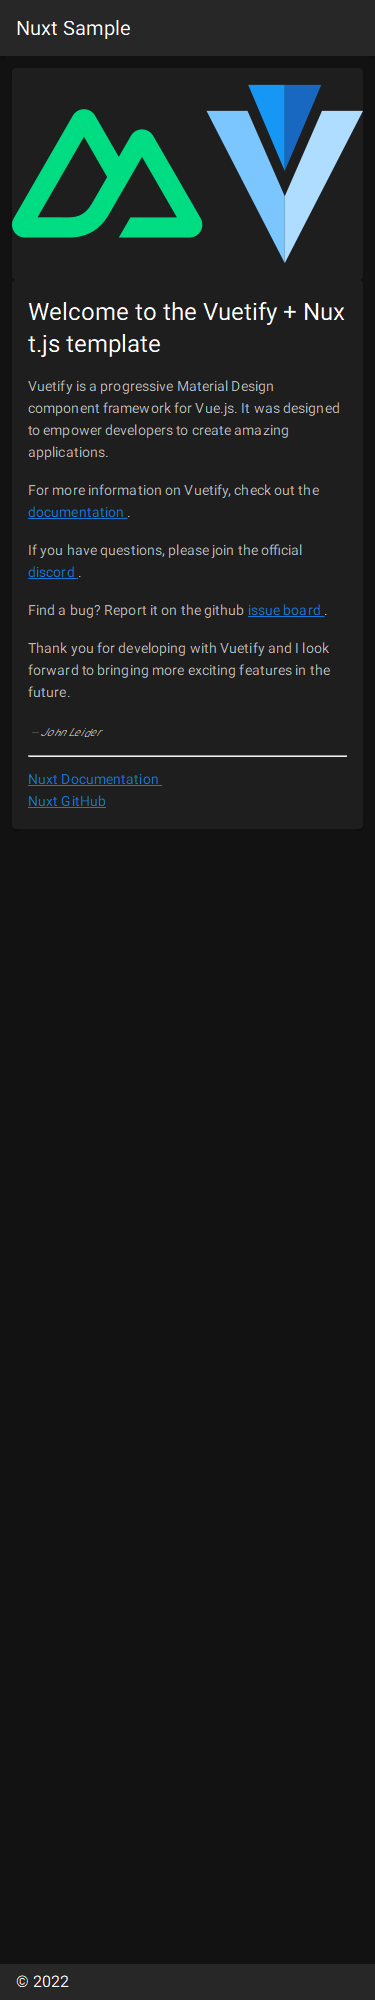 Nuxt Sample
Welcome to the Vuetify + Nux
t.js template
Vuetify is a progressive Material Design
component framework for Vue.js. It was designed
to empower developers to create amazing
applications.
For more information on Vuetify, check out the
documentation .
If you have questions, please join the official
discord .
Find a bug? Report it on the github issue board .
Thank you for developing with Vuetify and I look
forward to bringing more exciting features in the
future.
— John Leider
Nuxt Documentation
Nuxt GitHub
© 2022